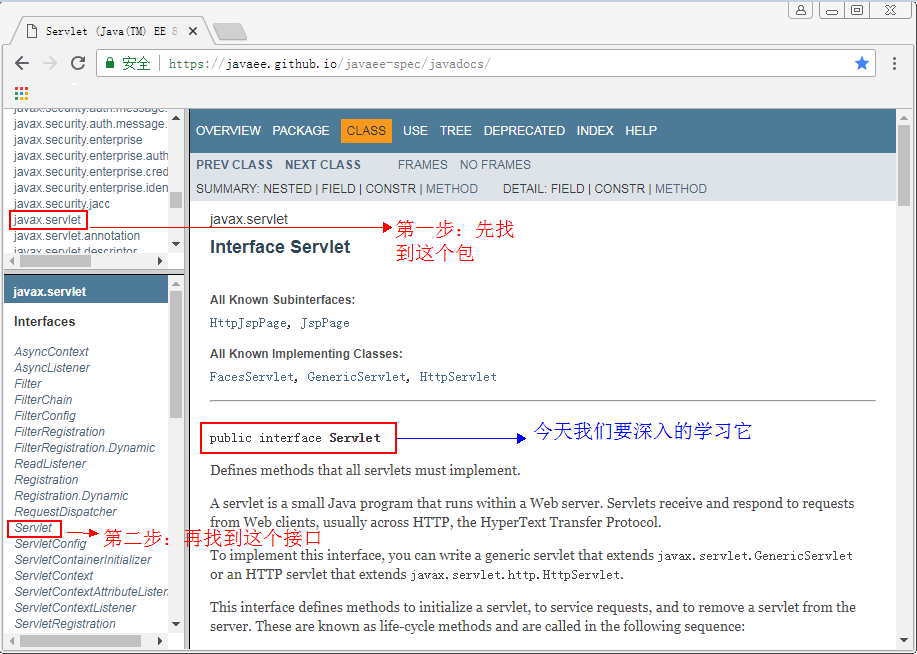 Servlet (Java(TM) EE 8
安全 | https://javaee.github.io/javaee-spec/javadocs/
javax.security.auth.message.
javax.security.auth.message.
javax.security.enterprise
javax.security.enterprise.auth
javax.security.enterprise.cred
javax.security.enterprise.iden
javax.security.jacc
javax.servlet
javax.servlet.annotation
javax.servlet.descriptor
第一步：先找
到这个包
javax.servlet
Interfaces
AsyncContext
AsyncListener
Filter
FilterChain
FilterConfig
FilterRegistration
FilterRegistration.Dynamic
ReadListener
Registration
Registration.Dynamic
RequestDispatcher
Servlet
第二步：再找到这个接口
ServletConfig
ServletContainerInitializer
ServletContext
ServletContextAttributeListen
ServletContextListener
ServletRegistration
OVERVIEW PACKAGE CLASS USE TREE DEPRECATED INDEX HELP
PREV CLASS NEXT CLASS FRAMES NO FRAMES
SUMMARY: NESTED | FIELD | CONSTR | METHOD DETAIL: FIELD | CONSTR | METHOD
javax.servlet
Interface Servlet
All Known Subinterfaces:
HttpJspPage, JspPage
All Known Implementing Classes:
FacesServlet, GenericServlet, HttpServlet
public interface Servlet
今天我们要深入的学习它
Defines methods that all servlets must implement.
A servlet is a small Java program that runs within a Web server. Servlets receive and respond to requests
from Web clients, usually across HTTP, the HyperText Transfer Protocol.
To implement this interface, you can write a generic servlet that extends javax.servlet.GenericServlet
or an HTTP servlet that extends javax.servlet.http.HttpServlet.
This interface defines methods to initialize a servlet, to service requests, and to remove a servlet from the
server. These are known as life-cycle methods and are called in the following sequence: